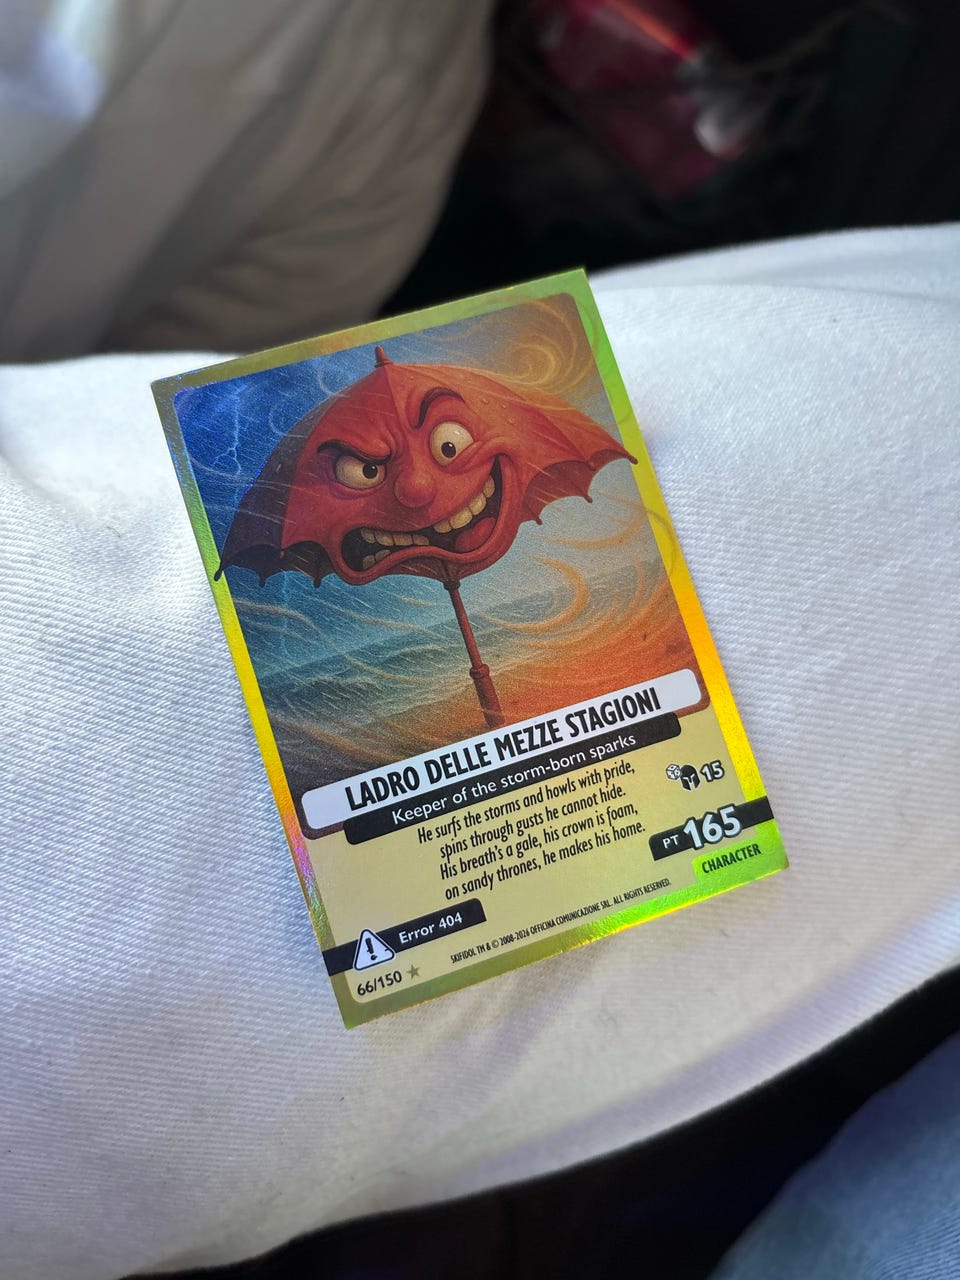 LADRO DELLE MEZZE STAGIONI
Keeper of the storm-born sparks
He surfs the storms and howls with pride,
spins through gusts he cannot hide.
His breath's a gale, his crown is foam,
on sandy thrones, he makes his home.
15
PT 165
CHARACTER
Error 404
SKIFIDOL TM & © 2008-2026 OFFICINA COMUNICAZIONE SRL. ALL RIGHTS RESERVED.
66/150